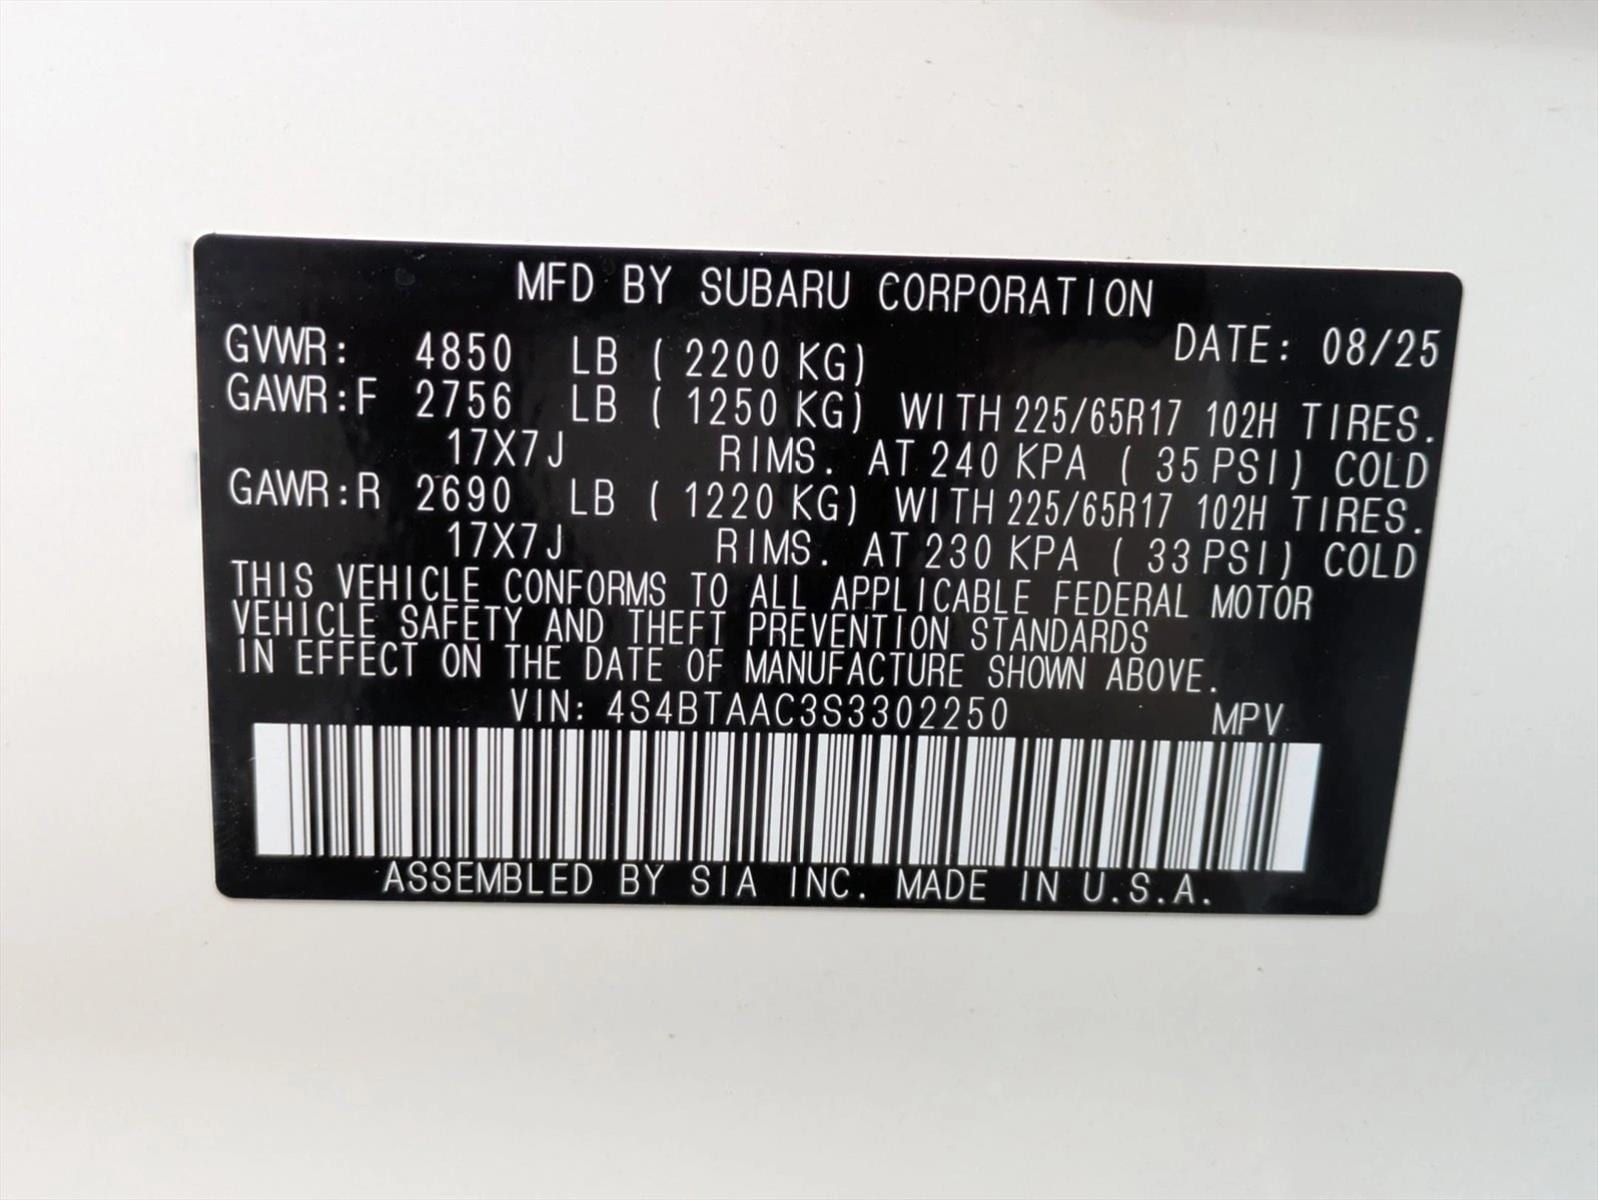 MFD BY SUBARU CORPORATION
DATE: 08/25
GVWR: 4850 LB ( 2200 KG)
GAWR:F 2756 LB ( 1250 KG) WITH 225/65R17 102H TIRES.
17X7J RIMS. AT 240 KPA ( 35 PSI) COLD
GAWR:R 2690 LB ( 1220 KG) WITH 225/65R17 102H TIRES.
17X7J RIMS. AT 230 KPA ( 33 PSI) COLD
THIS VEHICLE CONFORMS TO ALL APPLICABLE FEDERAL MOTOR
VEHICLE SAFETY AND THEFT PREVENTION STANDARDS
IN EFFECT ON THE DATE OF MANUFACTURE SHOWN ABOVE.
VIN: 4S4BTAAC3S3302250 MPV
ASSEMBLED BY SIA INC. MADE IN U.S.A.